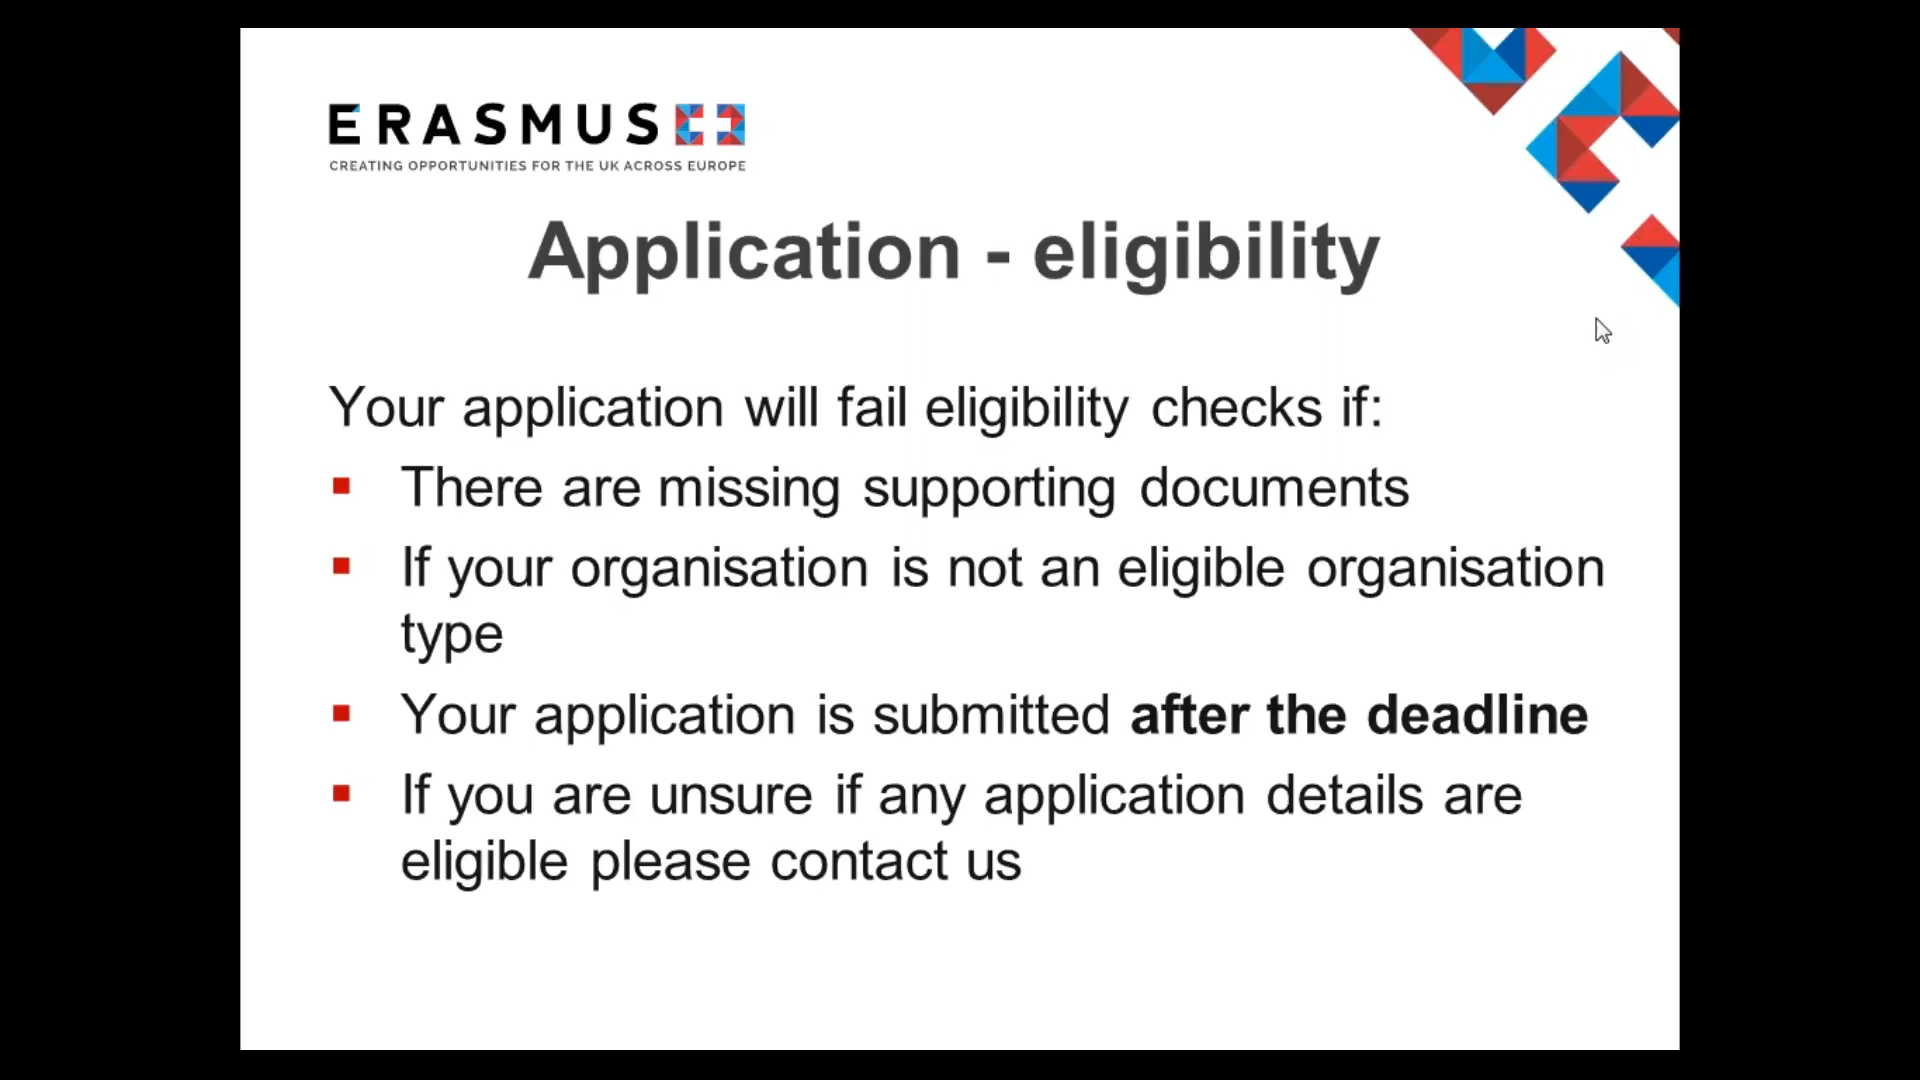 ERASMUS+
CREATING OPPORTUNITIES FOR THE UK ACROSS EUROPE
Application - eligibility
Your application will fail eligibility checks if:
▪ There are missing supporting documents
▪ If your organisation is not an eligible organisation
type
▪ Your application is submitted after the deadline
▪ If you are unsure if any application details are
eligible please contact us